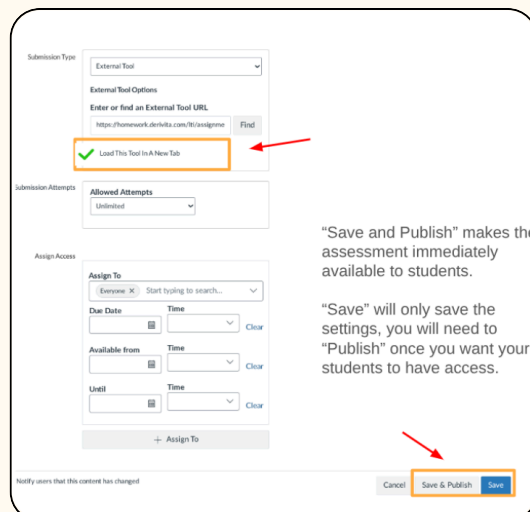 Submission Type
External Tool
External Tool Options
Enter or find an External Tool URL
https://homework.derivita.com/lti/assignme
Find
Load This Tool In A New Tab
Submission Attempts
Allowed Attempts
Unlimited
Assign Access
Assign To
Everyone X Start typing to search...
Due Date Time
Clear
Available from Time
Clear
Until Time
Clear
+ Assign To
"Save and Publish" makes the
assessment immediately
available to students.
"Save" will only save the
settings, you will need to
"Publish" once you want your
students to have access.
Notify users that this content has changed
Cancel Save & Publish Save